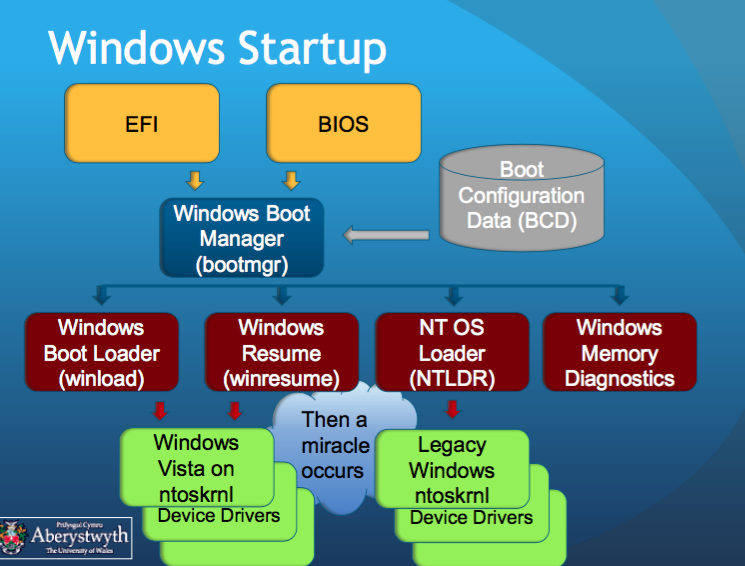 Windows Startup
EFI
BIOS
Boot
Configuration
Data (BCD)
Windows Boot
Manager
(bootmgr)
Windows
Boot Loader
(winload)
Windows
Resume
(winresume)
NT OS
Loader
(NTLDR)
Windows
Memory
Diagnostics
Then a
miracle
occurs
Windows
Vista on
ntoskrnl
Device Drivers
Legacy
Windows
ntoskrnl
Device Drivers
Prifysgol Cymru
Aberystwyth
The University of Wales